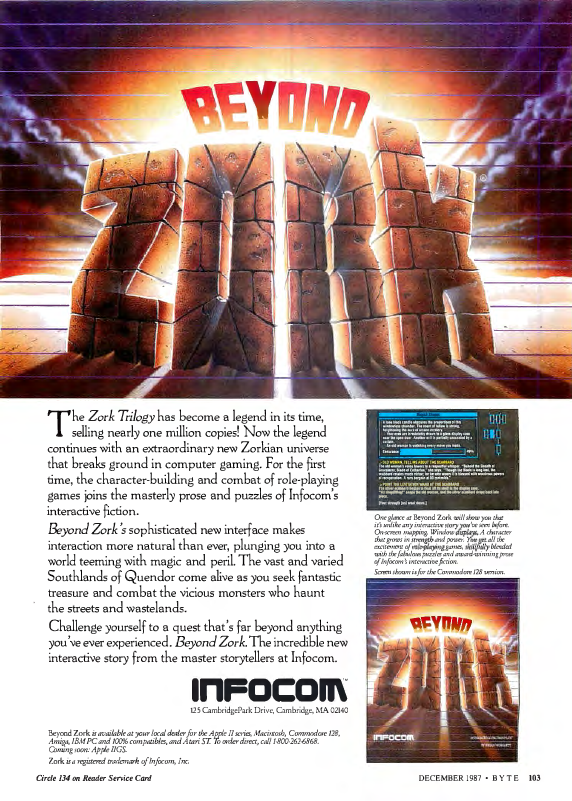 BEYOND
ZORK
®
The Zork Trilogy has become a legend in its time,
selling nearly one million copies! Now the legend
continues with an extraordinary new Zorkian universe
that breaks ground in computer gaming. For the first
time, the character-building and combat of role-playing
games joins the masterly prose and puzzles of Infocom's
interactive fiction.
Beyond Zork's sophisticated new interface makes
interaction more natural than ever, plunging you into a
world teeming with magic and peril. The vast and varied
Southlands of Quendor come alive as you seek fantastic
treasure and combat the vicious monsters who haunt
the streets and wastelands.
Challenge yourself to a quest that's far beyond anything
you've ever experienced. Beyond Zork. The incredible new
interactive story from the master storytellers at Infocom.
INFOCOM™
125 CambridgePark Drive, Cambridge, MA 02140
Beyond Zork is available at your local dealer for the Apple II series, Macintosh, Commodore 128,
Amiga, IBM PC and 100% compatibles, and Atari ST. To order direct, call 1-800-262-6868.
Coming soon: Apple IIGS.
Zork is a registered trademark of Infocom, Inc.
One glance at Beyond Zork will show you that
it's unlike any interactive story you've seen before.
On-screen mapping. Window displays. A character
that grows in strength and power. You get all the
excitement of role-playing games, skillfully blended
with the fabulous puzzles and award-winning prose
of Infocom's interactive fiction.
Screen shown is for the Commodore 128 version.
BEYOND
ZORK
INFOCOM
Circle 134 on Reader Service Card
DECEMBER 1987 • BYTE 103